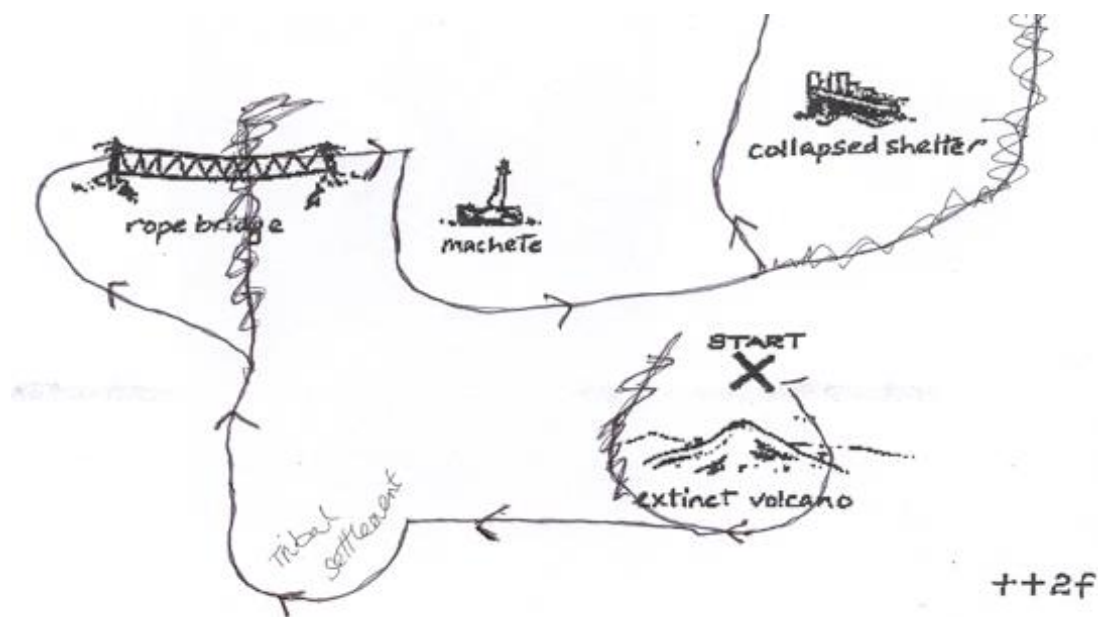 collapsed shelter
rope bridge
machete
START
extinct volcano
Tribal
settlement
++2f